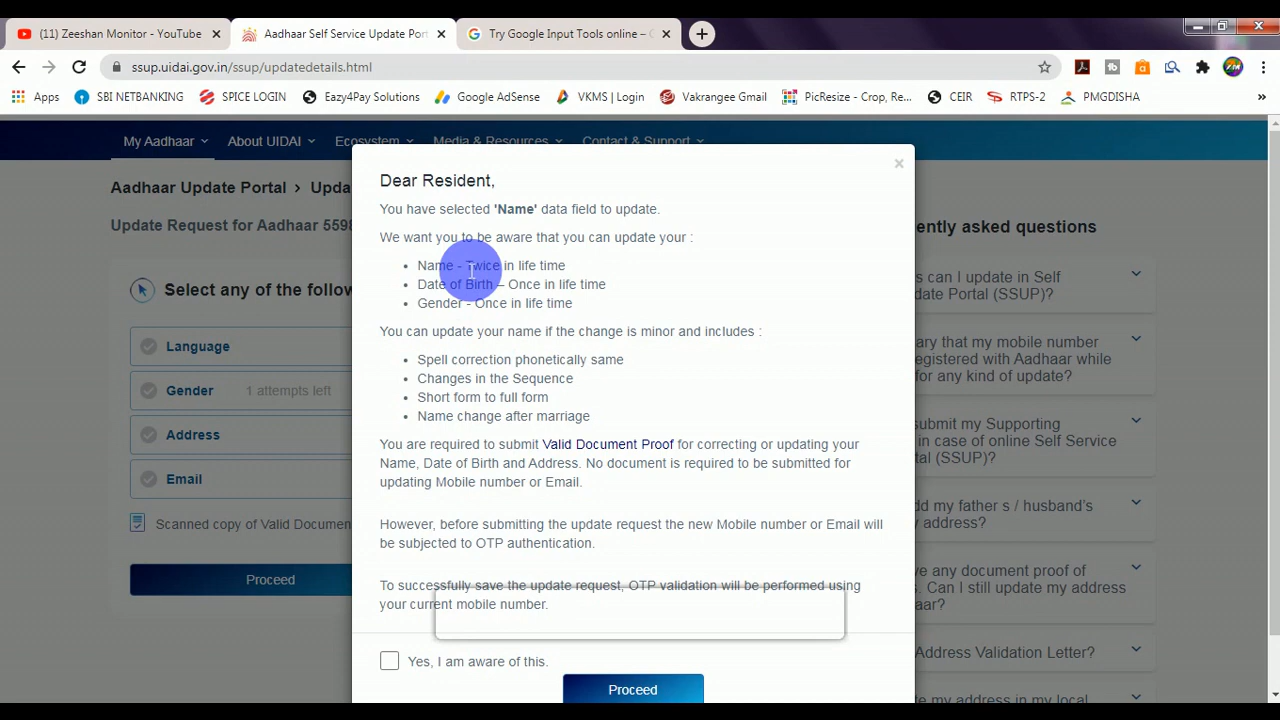 (11) Zeeshan Monitor - YouTube
Aadhaar Self Service Update Port
Try Google Input Tools online –
ssup.uidai.gov.in/ssup/updatedetails.html
Apps
SBI NETBANKING
SPICE LOGIN
Eazy4Pay Solutions
Google AdSense
VKMS | Login
Vakrangee Gmail
PicResize - Crop, Re...
CEIR
RTPS-2
PMGDISHA
My Aadhaar
About UIDAI
Ecosystem
Media & Resources
Contact & Support
Aadhaar Update Portal > Upda
Update Request for Aadhaar 5598
Select any of the follow
Language
Gender 1 attempts left
Address
Email
Scanned copy of Valid Documen
Proceed
Dear Resident,
You have selected 'Name' data field to update.
We want you to be aware that you can update your :
• Name - Twice in life time
• Date of Birth – Once in life time
• Gender - Once in life time
You can update your name if the change is minor and includes :
• Spell correction phonetically same
• Changes in the Sequence
• Short form to full form
• Name change after marriage
You are required to submit Valid Document Proof for correcting or updating your
Name, Date of Birth and Address. No document is required to be submitted for
updating Mobile number or Email.
However, before submitting the update request the new Mobile number or Email will
be subjected to OTP authentication.
To successfully save the update request, OTP validation will be performed using
your current mobile number.
Yes, I am aware of this.
Proceed
ently asked questions
s can I update in Self
date Portal (SSUP)?
ary that my mobile number
egistered with Aadhaar while
for any kind of update?
submit my Supporting
in case of online Self Service
rtal (SSUP)?
dd my father s / husband's
y address?
ve any document proof of
s. Can I still update my address
aar?
Address Validation Letter?
te my address in my local